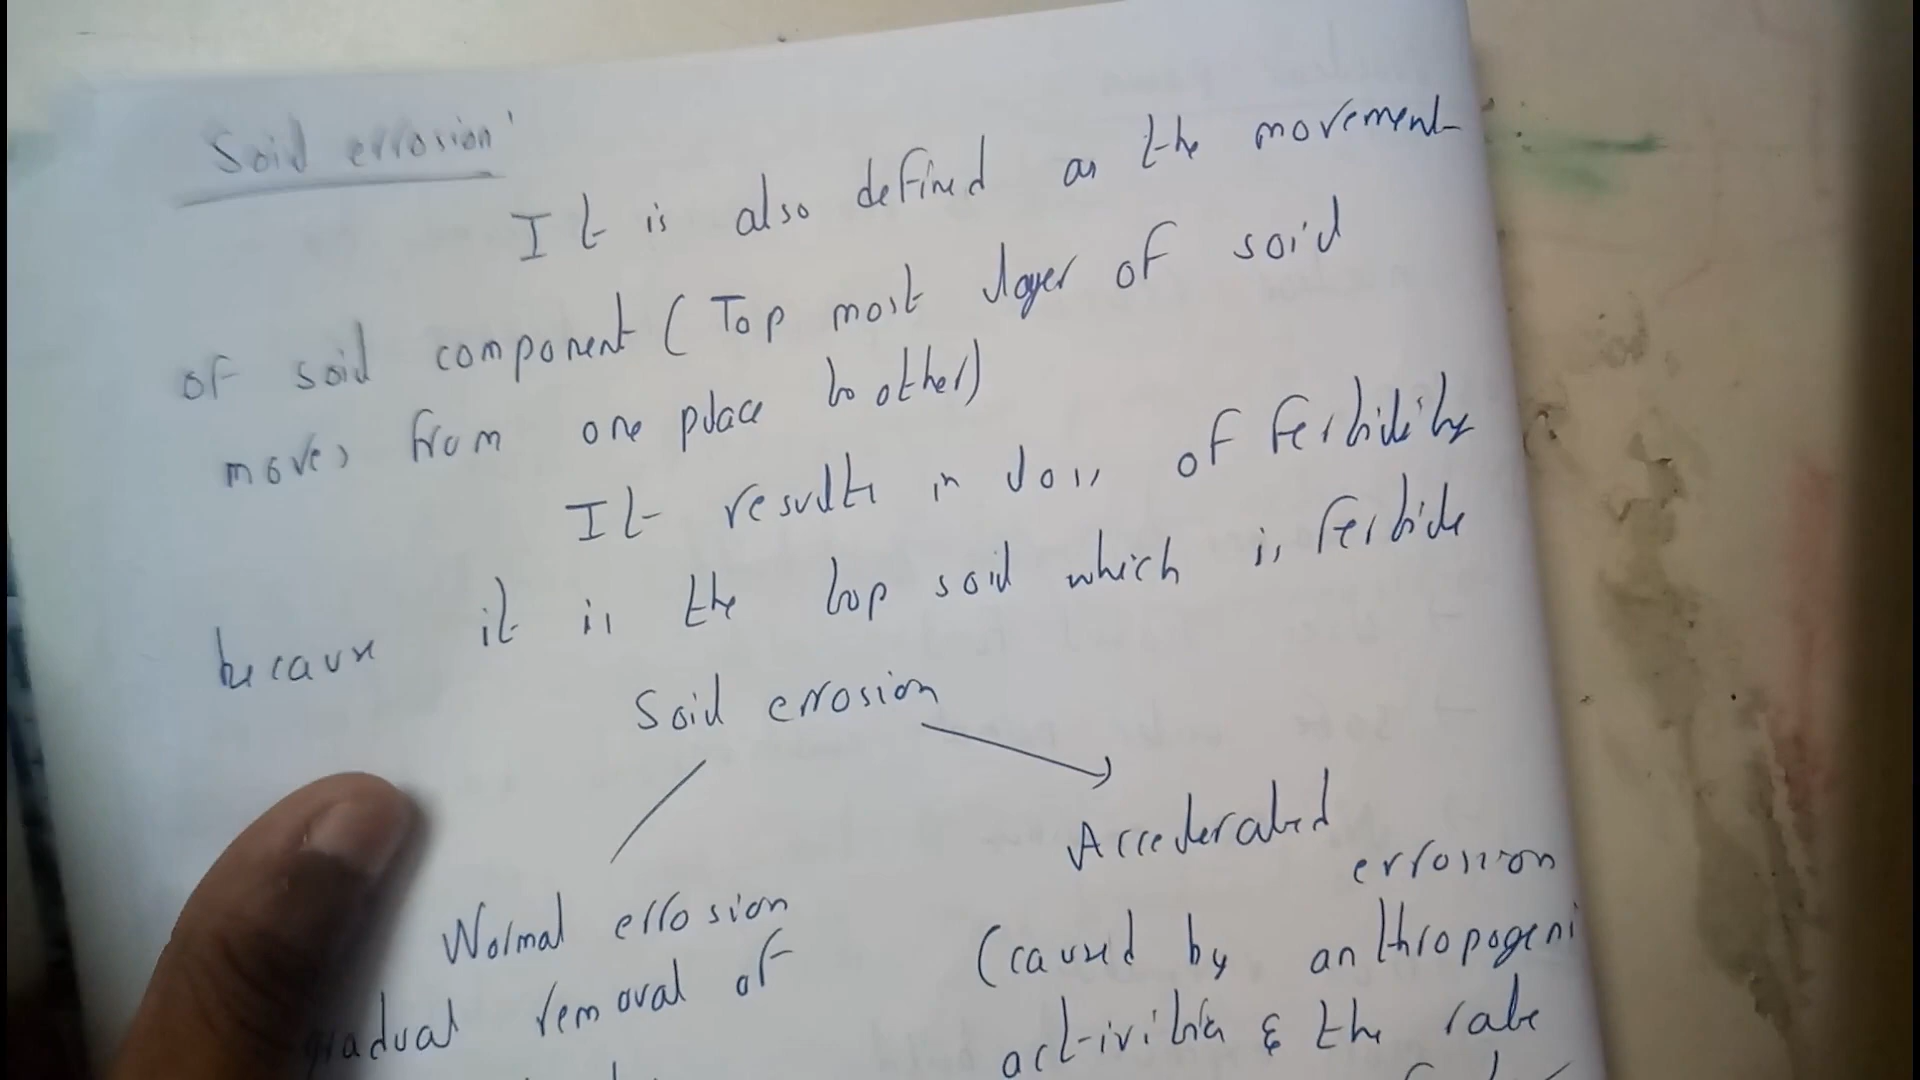 Soil errosion
It is also defined as the movement
of soil component (Top most layer of soil
moves from one place to other)
It results in loss of fertility
because it is the top soil which is fertile
Soil errosion
Normal errosion
gradual removal of
Accelerated
errosion
(caused by anthropogeni
activities & the rate